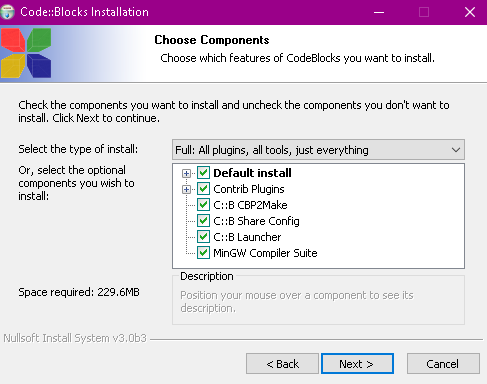 Code::Blocks Installation
Choose Components
Choose which features of CodeBlocks you want to install.
Check the components you want to install and uncheck the components you don't want to
install. Click Next to continue.
Select the type of install:
Full: All plugins, all tools, just everything
Or, select the optional
components you wish to
install:
Default install
Contrib Plugins
C::B CBP2Make
C::B Share Config
C::B Launcher
MinGW Compiler Suite
Space required: 229.6MB
Description
Position your mouse over a component to see its
description.
Nullsoft Install System v3.0b3
< Back
Next >
Cancel